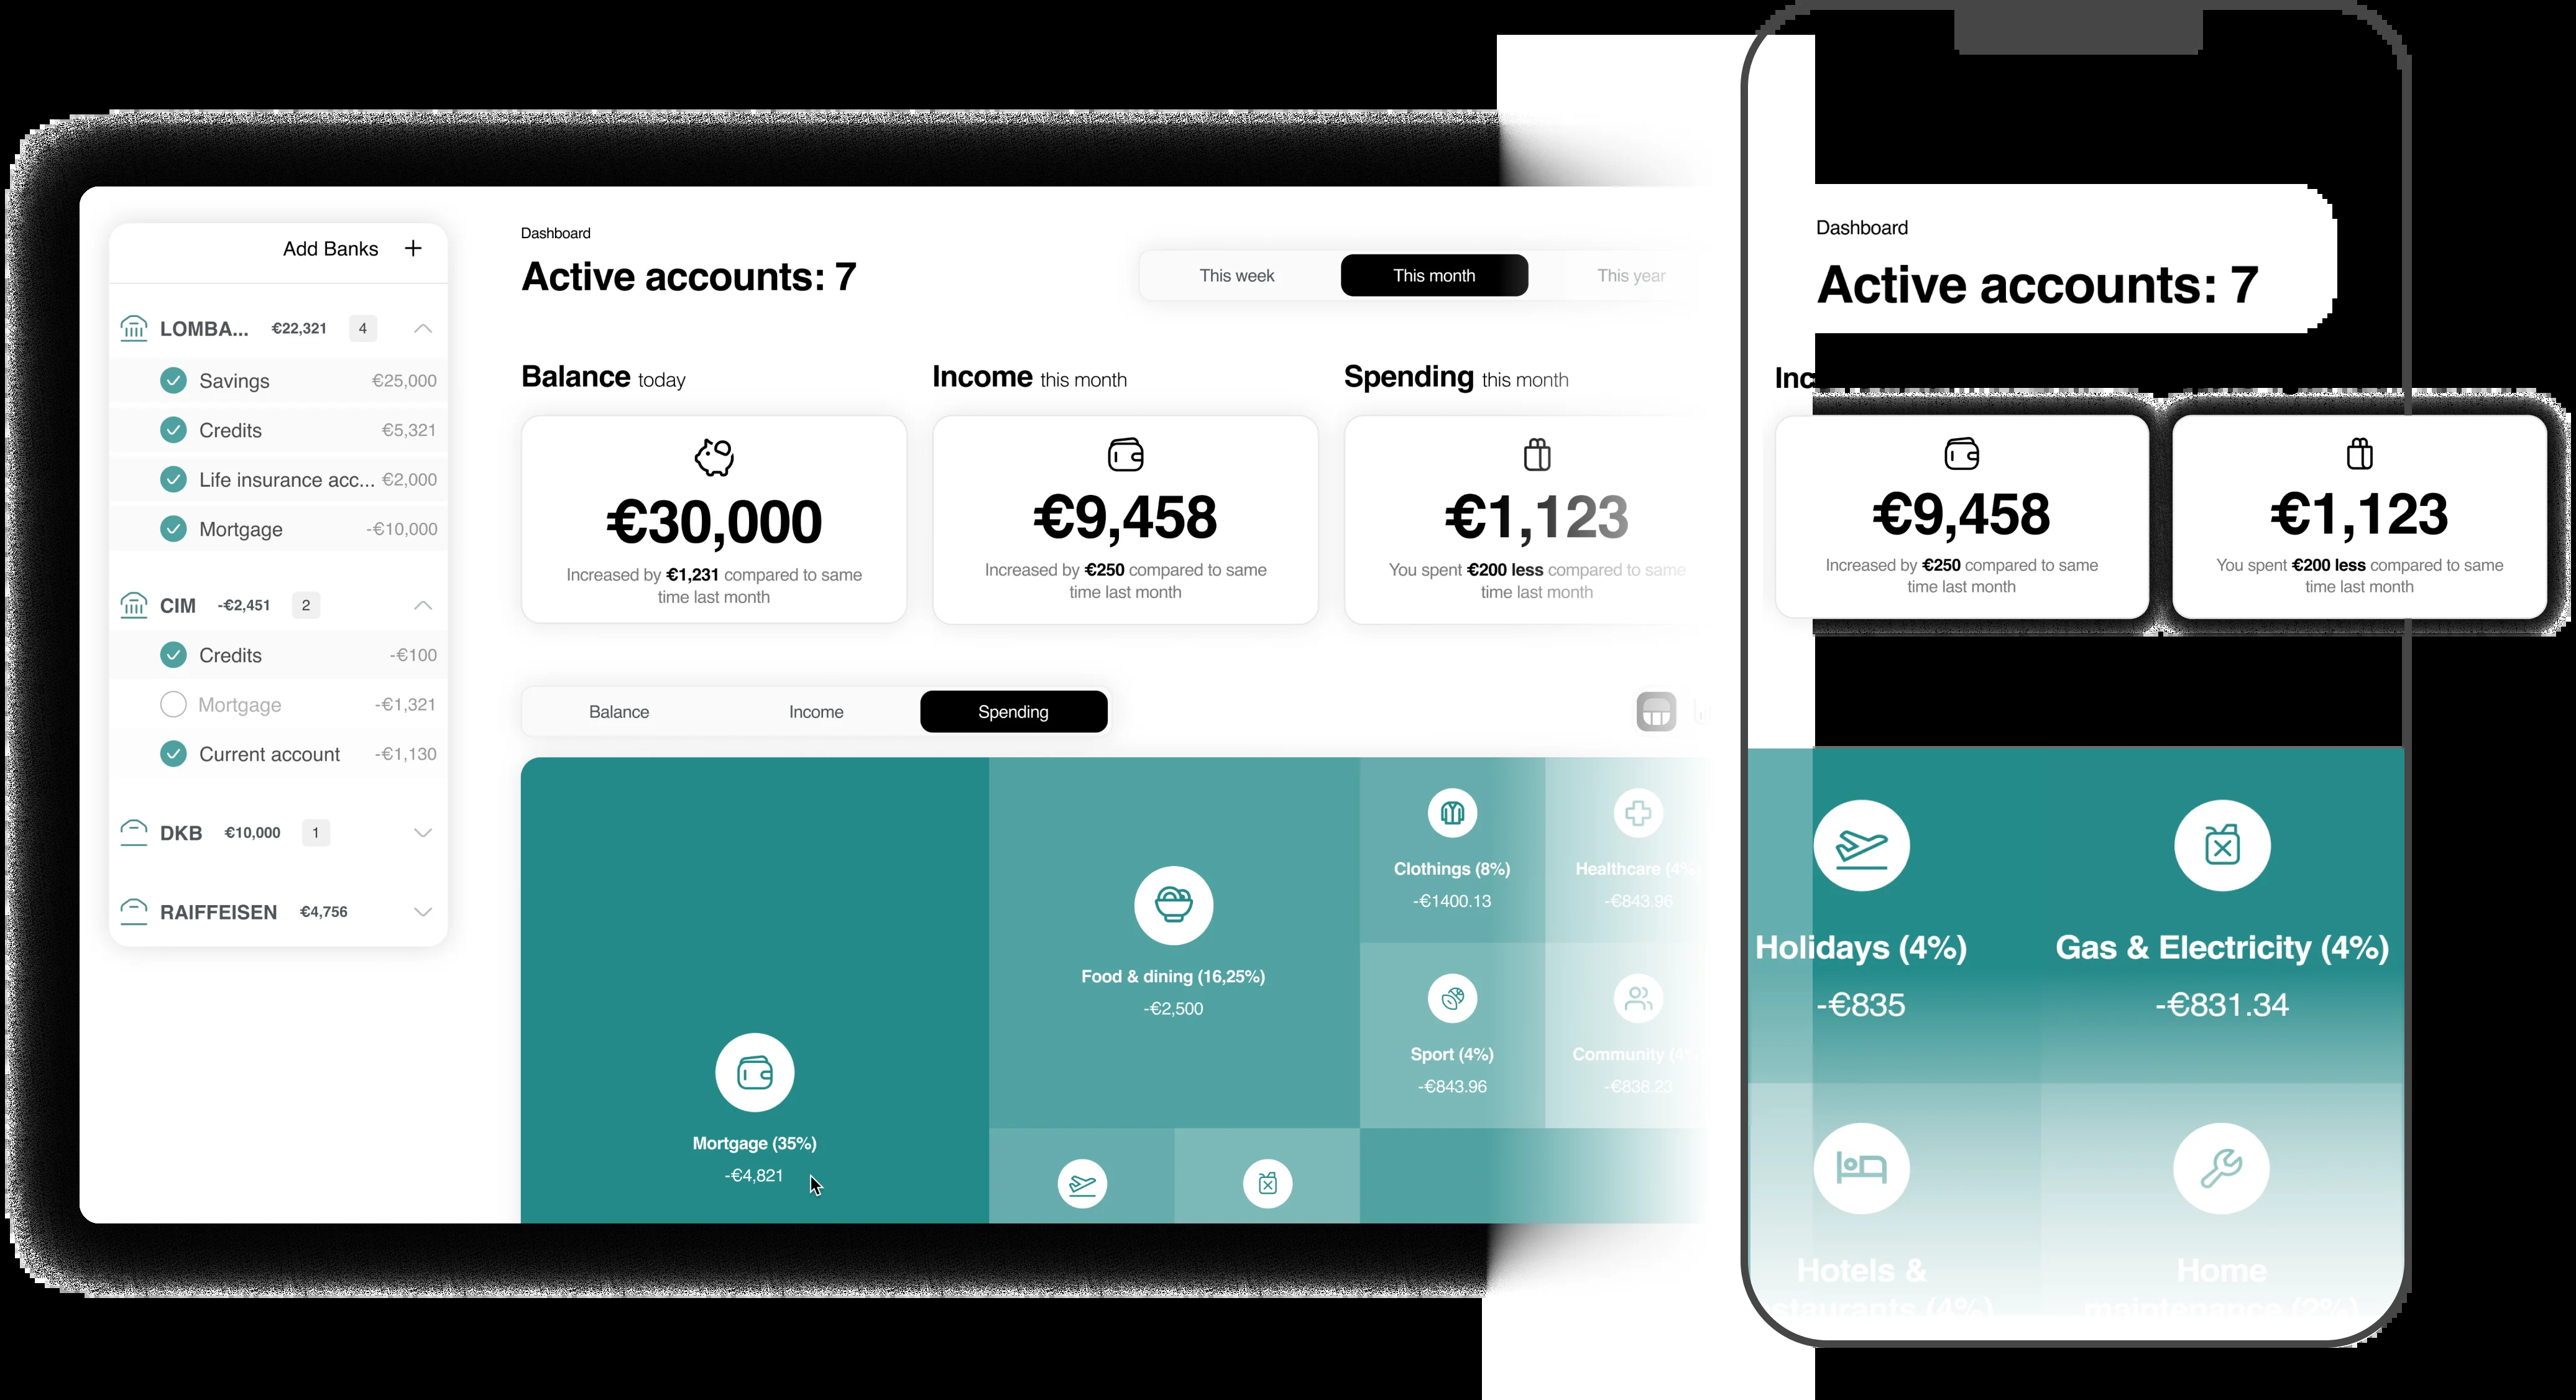 Add Banks
LOMBA... €22,321 4
Savings €25,000
Credits €5,321
Life insurance acc... €2,000
Mortgage -€10,000
CIM -€2,451 2
Credits -€100
Mortgage -€1,321
Current account -€1,130
DKB €10,000 1
RAIFFEISEN €4,756
Dashboard
Active accounts: 7
This week This month This year
Balance today
€30,000
Increased by €1,231 compared to same
time last month
Income this month
€9,458
Increased by €250 compared to same
time last month
Spending this month
€1,123
You spent €200 less compared to same
time last month
Balance Income Spending
Mortgage (35%)
-€4,821
Food & dining (16,25%)
-€2,500
Clothings (8%)
-€1400.13
Healthcare (4%)
-€843.96
Sport (4%)
-€843.96
Community
-€838.23
Dashboard
Active accounts: 7
Inc
€9,458
Increased by €250 compared to same
time last month
€1,123
You spent €200 less compared to same
time last month
Holidays (4%)
-€835
Gas & Electricity (4%)
-€831.34
Hotels &
staurants (4%)
Home
maintenance (2%)